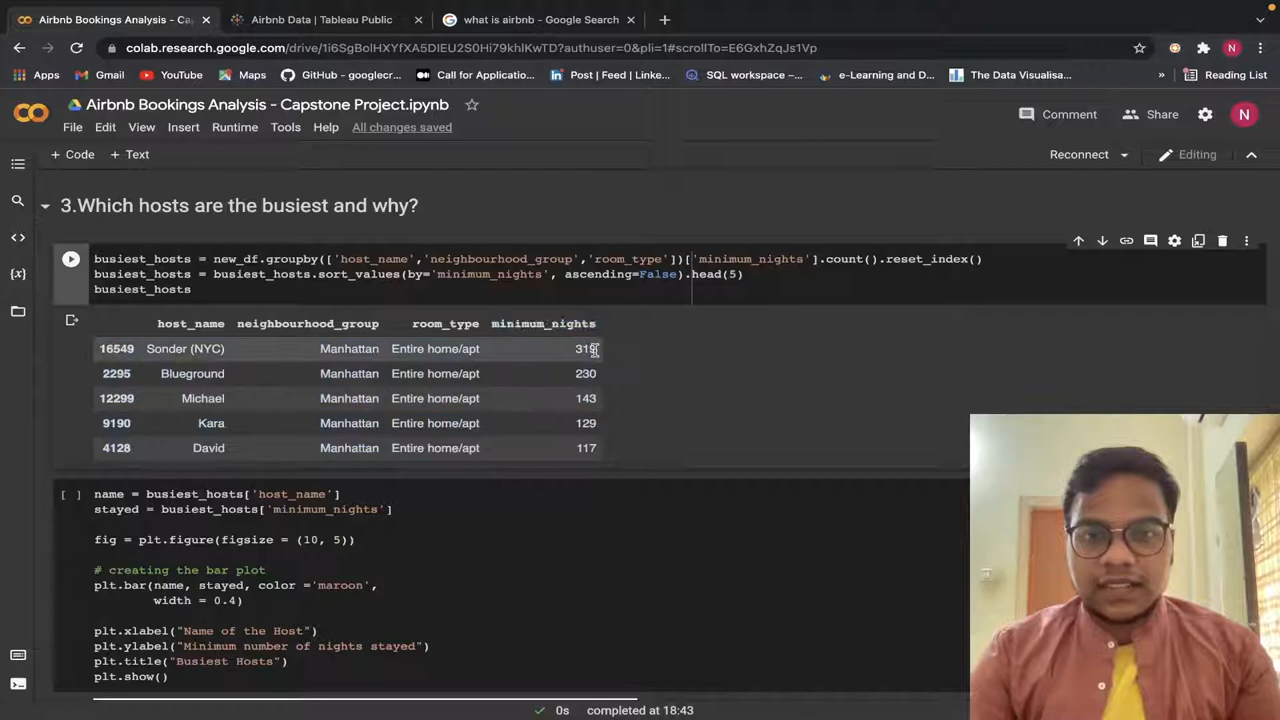 Airbnb Bookings Analysis - Ca
Airbnb Data | Tableau Public
what is airbnb - Google Search
colab.research.google.com/drive/1i6SgBolHXYfXA5DIEU2S0Hi79khlKwTD?authuser=0&pli=1#scrollTo=E6GxhZqJs1Vp
N
Apps
Gmail
YouTube
Maps
GitHub - googlecr...
Call for Applicatio...
Post | Feed | Linke...
SQL workspace –...
e-Learning and D...
The Data Visualisa...
»
Reading List
Airbnb Bookings Analysis - Capstone Project.ipynb
Comment
Share
N
File Edit View Insert Runtime Tools Help All changes saved
+ Code + Text
Reconnect
Editing
3.Which hosts are the busiest and why?
busiest_hosts = new_df.groupby(['host_name','neighbourhood_group','room_type'])['minimum_nights'].count().reset_index()
busiest_hosts = busiest_hosts.sort_values(by='minimum_nights', ascending=False).head(5)
busiest_hosts
host_name neighbourhood_group room_type minimum_nights
16549 Sonder (NYC) Manhattan Entire home/apt 319
2295 Blueground Manhattan Entire home/apt 230
12299 Michael Manhattan Entire home/apt 143
9190 Kara Manhattan Entire home/apt 129
4128 David Manhattan Entire home/apt 117
[ ] name = busiest_hosts['host_name']
stayed = busiest_hosts['minimum_nights']
fig = plt.figure(figsize = (10, 5))
# creating the bar plot
plt.bar(name, stayed, color ='maroon',
width = 0.4)
plt.xlabel("Name of the Host")
plt.ylabel("Minimum number of nights stayed")
plt.title("Busiest Hosts")
plt.show()
0s completed at 18:43